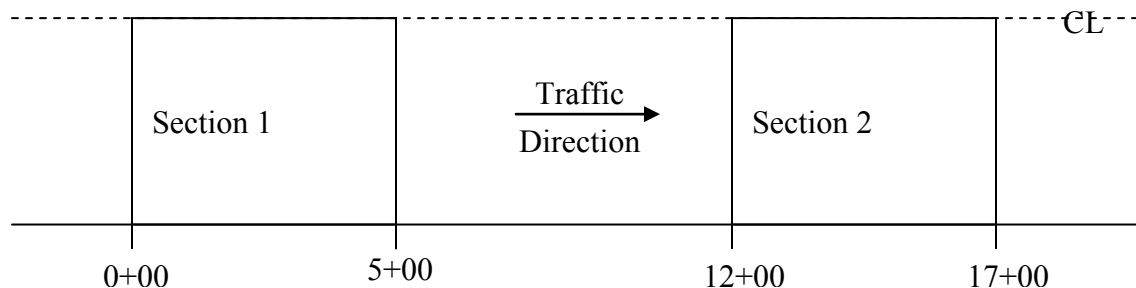 CL
Section 1
Traffic
Direction
Section 2
0+00
5+00
12+00
17+00